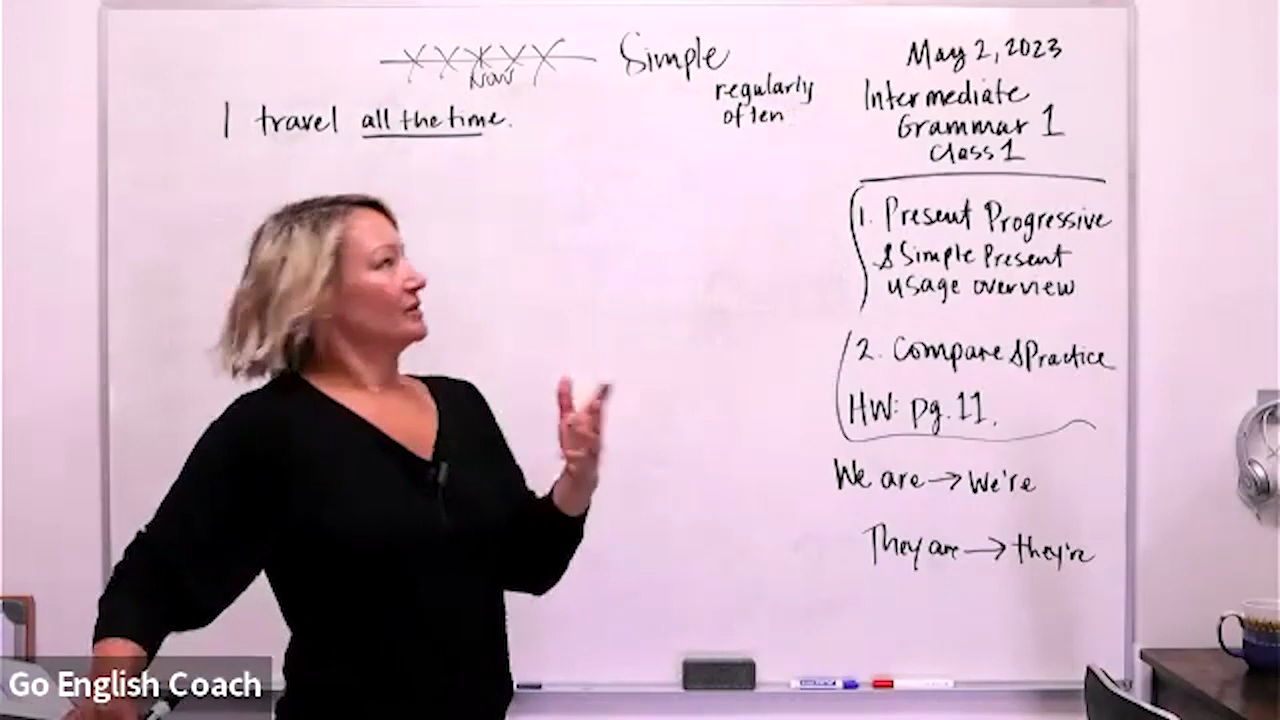 Simple
Now
regularly
often
I travel all the time.
May 2, 2023
Intermediate
Grammar 1
Class 1
1. Present Progressive
& Simple Present
usage overview
2. Compare & Practice
HW: pg. 11.
We are → We're
They are → they're
Go English Coach